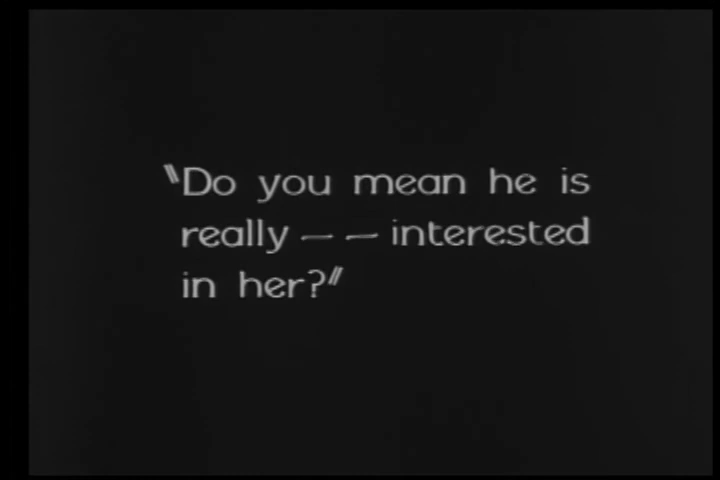 "Do you mean he is
really — — interested
in her?"